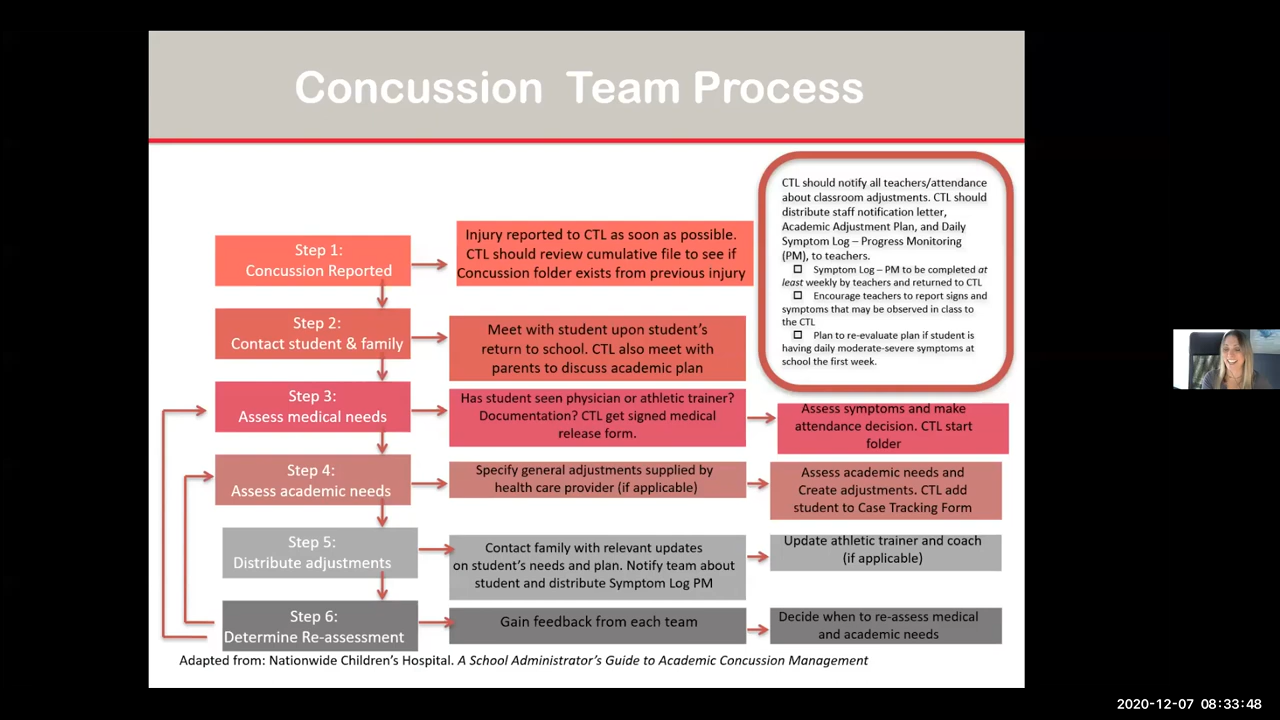 Concussion Team Process
CTL should notify all teachers/attendance
about classroom adjustments. CTL should
distribute staff notification letter,
Academic Adjustment Plan, and Daily
Symptom Log – Progress Monitoring
(PM), to teachers.
☐ Symptom Log – PM to be completed at
least weekly by teachers and returned to CTL
☐ Encourage teachers to report signs and
symptoms that may be observed in class to
the CTL
☐ Plan to re-evaluate plan if student is
having daily moderate-severe symptoms at
school the first week.
Step 1:
Concussion Reported
Injury reported to CTL as soon as possible.
CTL should review cumulative file to see if
Concussion folder exists from previous injury
Step 2:
Contact student & family
Meet with student upon student’s
return to school. CTL also meet with
parents to discuss academic plan
Step 3:
Assess medical needs
Has student seen physician or athletic trainer?
Documentation? CTL get signed medical
release form.
Assess symptoms and make
attendance decision. CTL start
folder
Step 4:
Assess academic needs
Specify general adjustments supplied by
health care provider (if applicable)
Assess academic needs and
Create adjustments. CTL add
student to Case Tracking Form
Step 5:
Distribute adjustments
Contact family with relevant updates
on student’s needs and plan. Notify team about
student and distribute Symptom Log PM
Update athletic trainer and coach
(if applicable)
Step 6:
Determine Re-assessment
Gain feedback from each team
Decide when to re-assess medical
and academic needs
Adapted from: Nationwide Children’s Hospital. A School Administrator’s Guide to Academic Concussion Management
2020-12-07 08:33:48